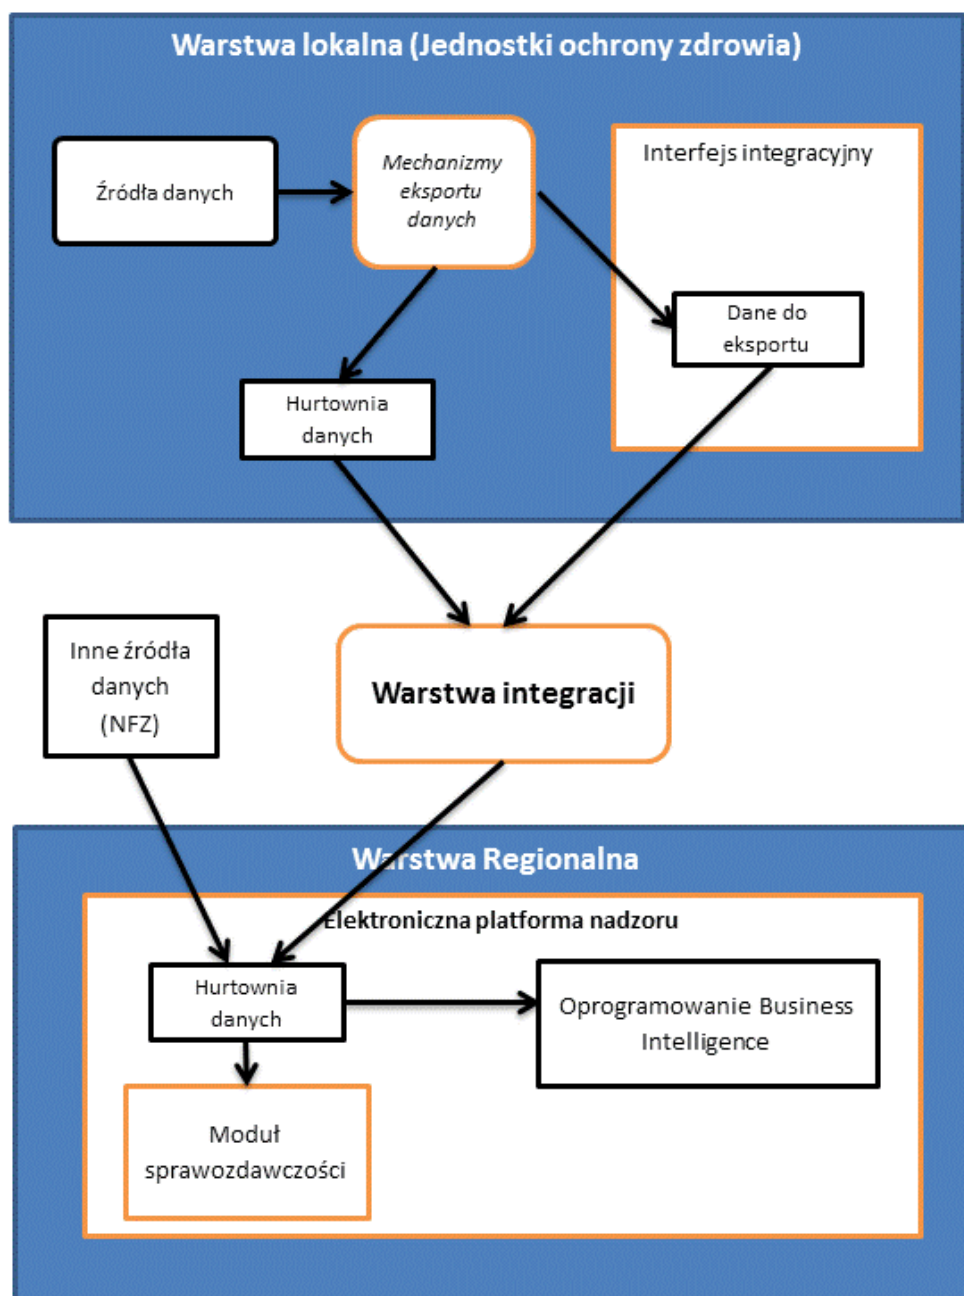 Warstwa lokalna (Jednostki ochrony zdrowia)
Źródła danych
Mechanizmy
eksportu
danych
Interfejs integracyjny
Dane do
eksportu
Hurtownia
danych
Inne źródła
danych
(NFZ)
Warstwa integracji
Warstwa Regionalna
Elektroniczna platforma nadzoru
Hurtownia
danych
Oprogramowanie Business
Intelligence
Moduł
sprawozdawczości